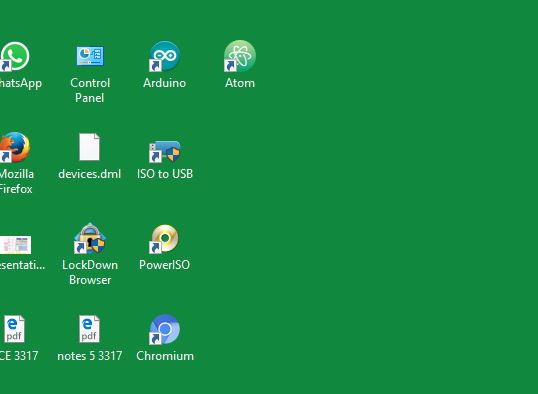 hatsApp
Control
Panel
Arduino
Atom
Mozilla
Firefox
devices.dml
ISO to USB
esentati...
LockDown
Browser
PowerISO
pdf
CE 3317
pdf
notes 5 3317
Chromium